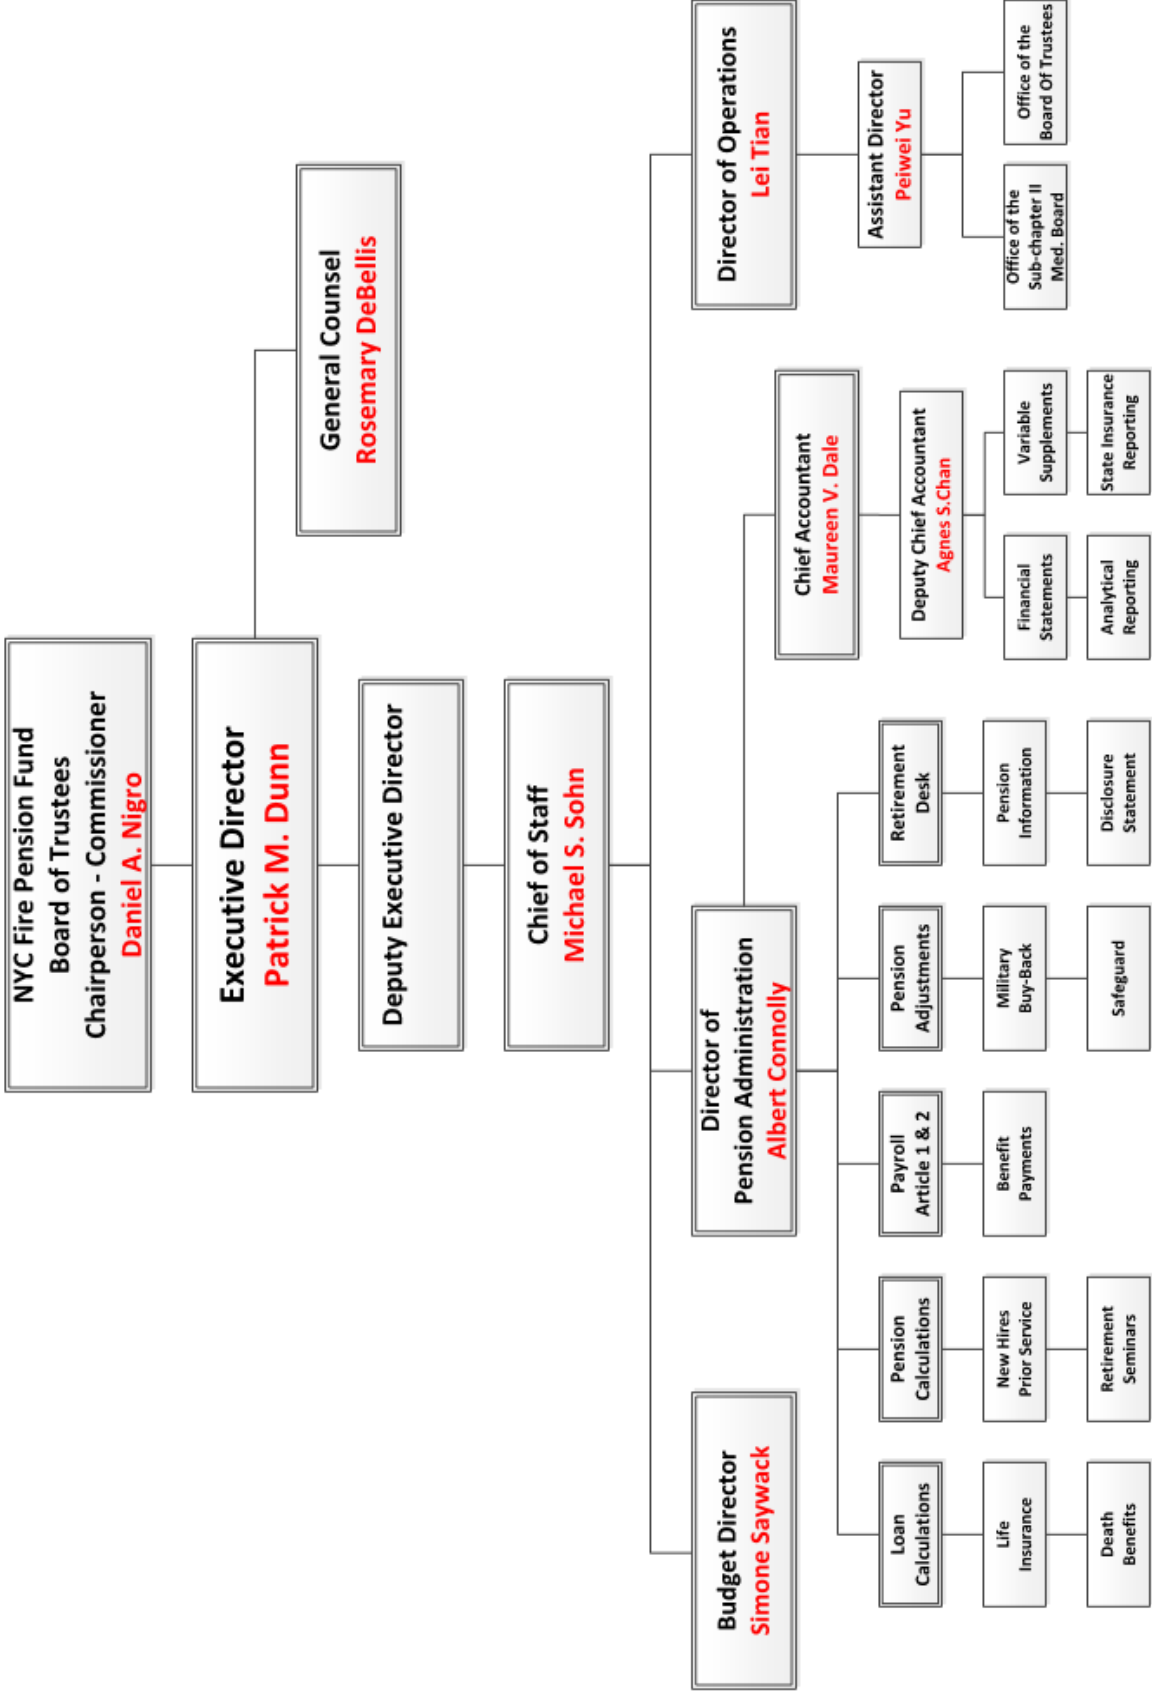 NYC Fire Pension Fund
Board of Trustees
Chairperson - Commissioner
Daniel A. Nigro
Executive Director
Patrick M. Dunn
General Counsel
Rosemary DeBellis
Deputy Executive Director
Chief of Staff
Michael S. Sohn
Budget Director
Simone Saywack
Director of
Pension Administration
Albert Connolly
Director of Operations
Lei Tian
Chief Accountant
Maureen V. Dale
Assistant Director
Peiwei Yu
Deputy Chief Accountant
Agnes S.Chan
Loan
Calculations
Pension
Calculations
Payroll
Article 1 & 2
Pension
Adjustments
Retirement
Desk
Life
Insurance
New Hires
Prior Service
Benefit
Payments
Military
Buy-Back
Pension
Information
Financial
Statements
Variable
Supplements
Office of the
Sub-chapter II
Med. Board
Office of the
Board Of Trustees
Death
Benefits
Retirement
Seminars
Safeguard
Disclosure
Statement
Analytical
Reporting
State Insurance
Reporting